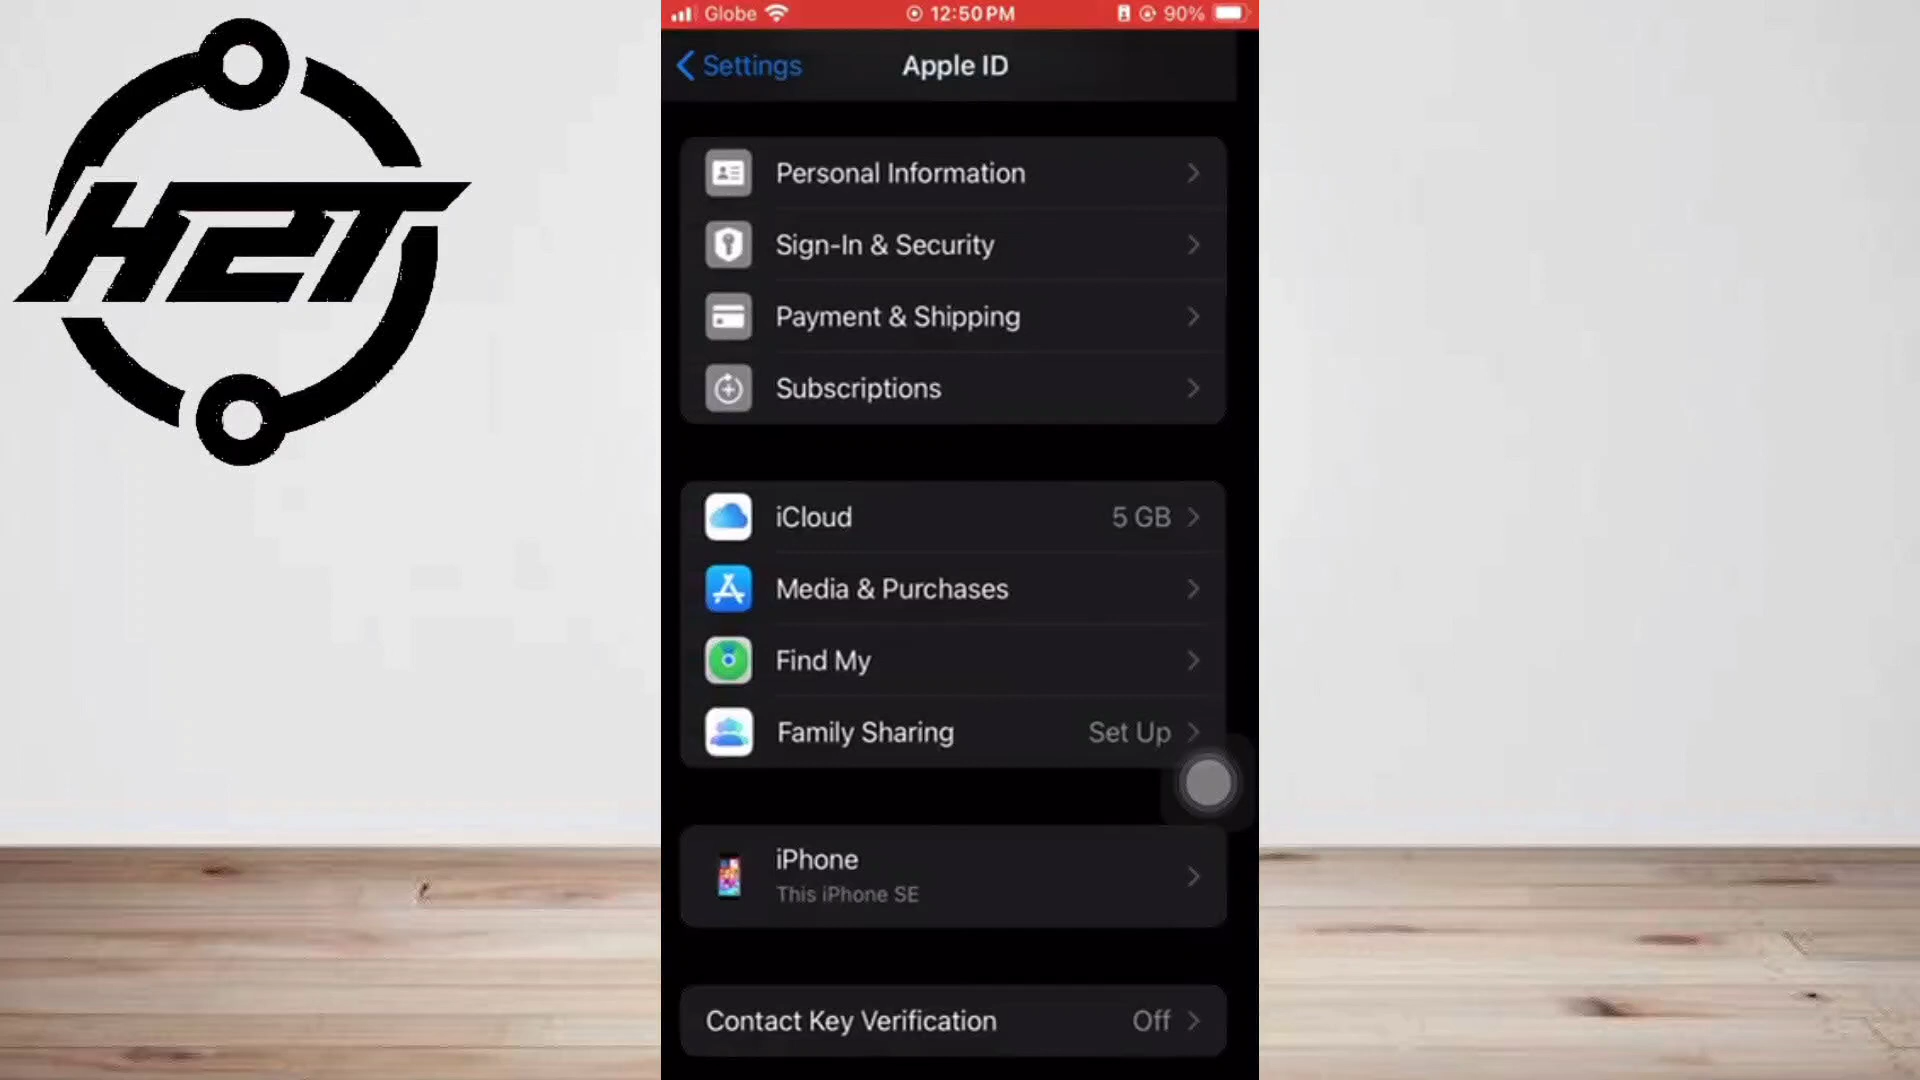 H2T
Globe 12:50 PM 90%
Settings Apple ID
Personal Information
Sign-In & Security
Payment & Shipping
Subscriptions
iCloud 5 GB
Media & Purchases
Find My
Family Sharing Set Up
iPhone
This iPhone SE
Contact Key Verification Off